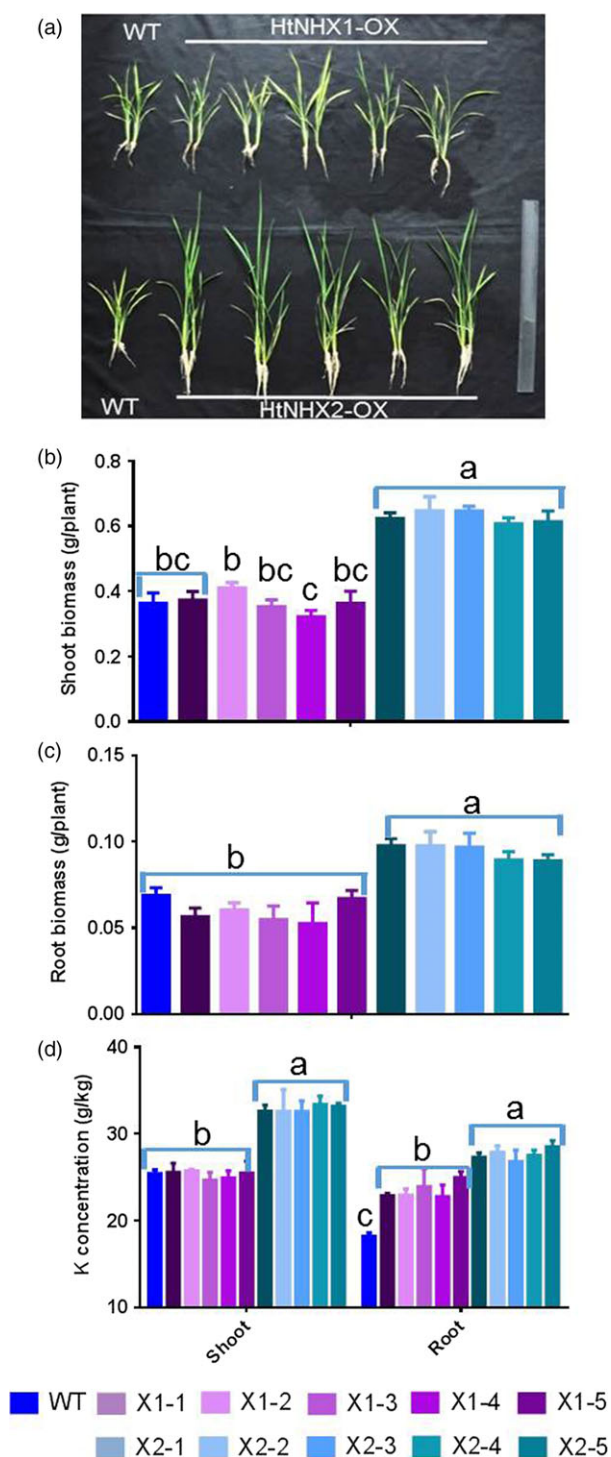 (a)
WT HtNHX1-OX
WT HtNHX2-OX
(b)
Shoot biomass (g/plant)
0.8
0.6
0.4
0.2
0.0
bc b bc c bc a
(c)
Root biomass (g/plant)
0.15
0.10
0.05
0.00
b a
(d)
K concentration (g/kg)
40
30
20
10
b a c b a
Shoot Root
WT X1-1 X1-2 X1-3 X1-4 X1-5
X2-1 X2-2 X2-3 X2-4 X2-5